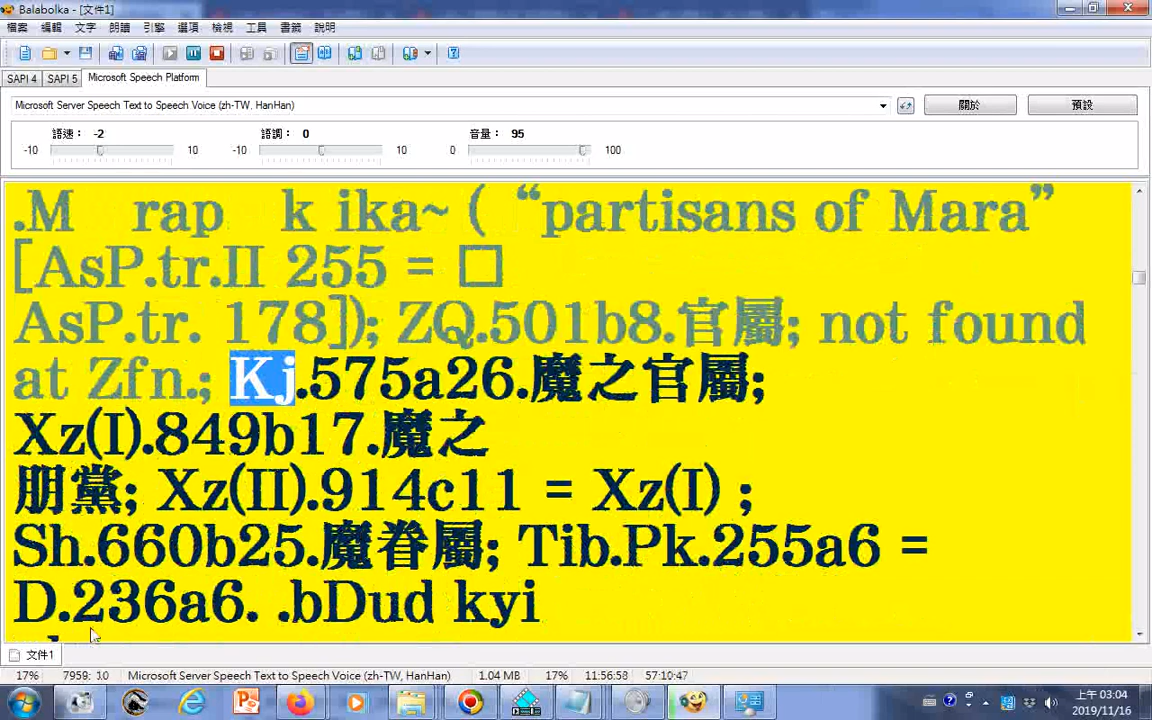 Balabolka - [文件1]
檔案 編輯 文字 朗讀 引擎 選項 檢視 工具 書籤 說明
SAPI 4 SAPI 5 Microsoft Speech Platform
Microsoft Server Speech Text to Speech Voice (zh-TW, HanHan) 關於 預設
語速： -2 語調： 0 音量： 95
-10 10 -10 10 0 100
.M rap k ika~ ( “partisans of Mara”
[AsP.tr.II 255 = □
AsP.tr. 178]); ZQ.501b8.官屬; not found
at Zfn.; Kj.575a26.魔之官屬;
Xz(I).849b17.魔之
朋黨; Xz(II).914c11 = Xz(I) ;
Sh.660b25.魔眷屬; Tib.Pk.255a6 =
D.236a6. .bDud kyi
文件1
17% 7959: 10 Microsoft Server Speech Text to Speech Voice (zh-TW, HanHan) 1.04 MB 17% 11:56:58 57:10:47
上午 03:04
2019/11/16